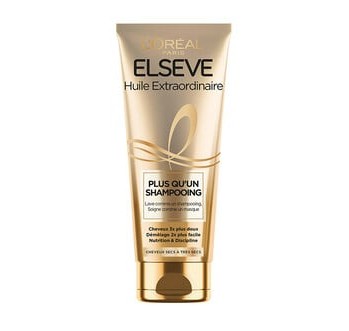 L'ORÉAL
PARIS
ELSEVE
Huile Extraordinaire
PLUS QU'UN
SHAMPOOING
Lave comme un shampooing,
Soigne comme un masque
Cheveux 3x plus doux
Démêlage 2x plus facile
Nutrition & Discipline
CHEVEUX SECS À TRÈS SECS